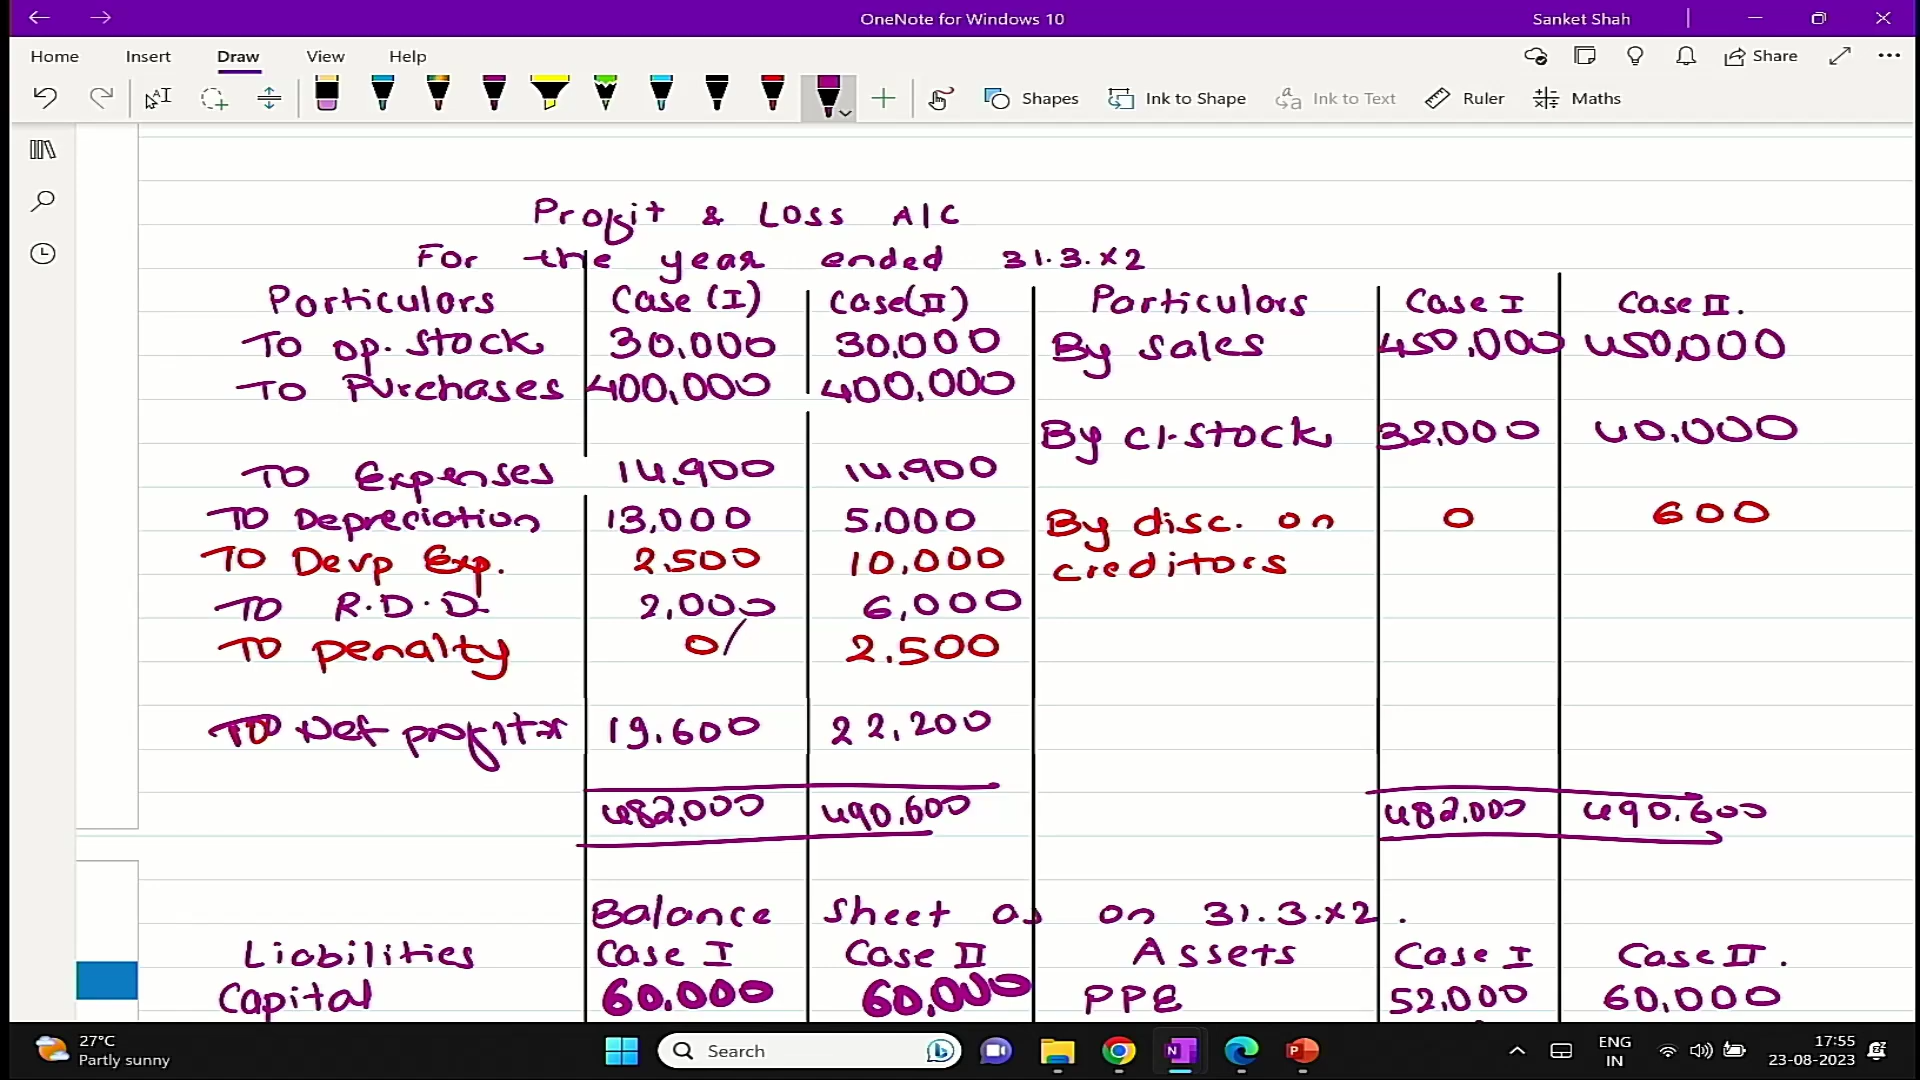 OneNote for Windows 10
Sanket Shah
Home Insert Draw View Help
Share
Shapes Ink to Shape Ink to Text Ruler Maths
Profit & Loss A/C
For the year ended 31.3.x2
Particulars Case (I) Case(II) Particulars Case I Case II.
To op. stock 30,000 30,000 By sales 450,000 450,000
To Purchases 400,000 400,000
By cl. stock 32,000 40,000
To Expenses 14,900 14,900
To Depreciation 13,000 5,000 By disc. on 0 600
To Devp Exp. 2,500 10,000 creditors
To R.D.D. 2,000 6,000
To penalty 0/ 2,500
To Net profit 19,600 22,200
482,000 490,600 482,000 490,600
Balance Sheet as on 31.3.x2.
Liabilities Case I Case II Assets Case I Case II.
Capital 60,000 60,000 PPE 52,000 60,000
27°C
Partly sunny
Search
ENG
IN
17:55
23-08-2023